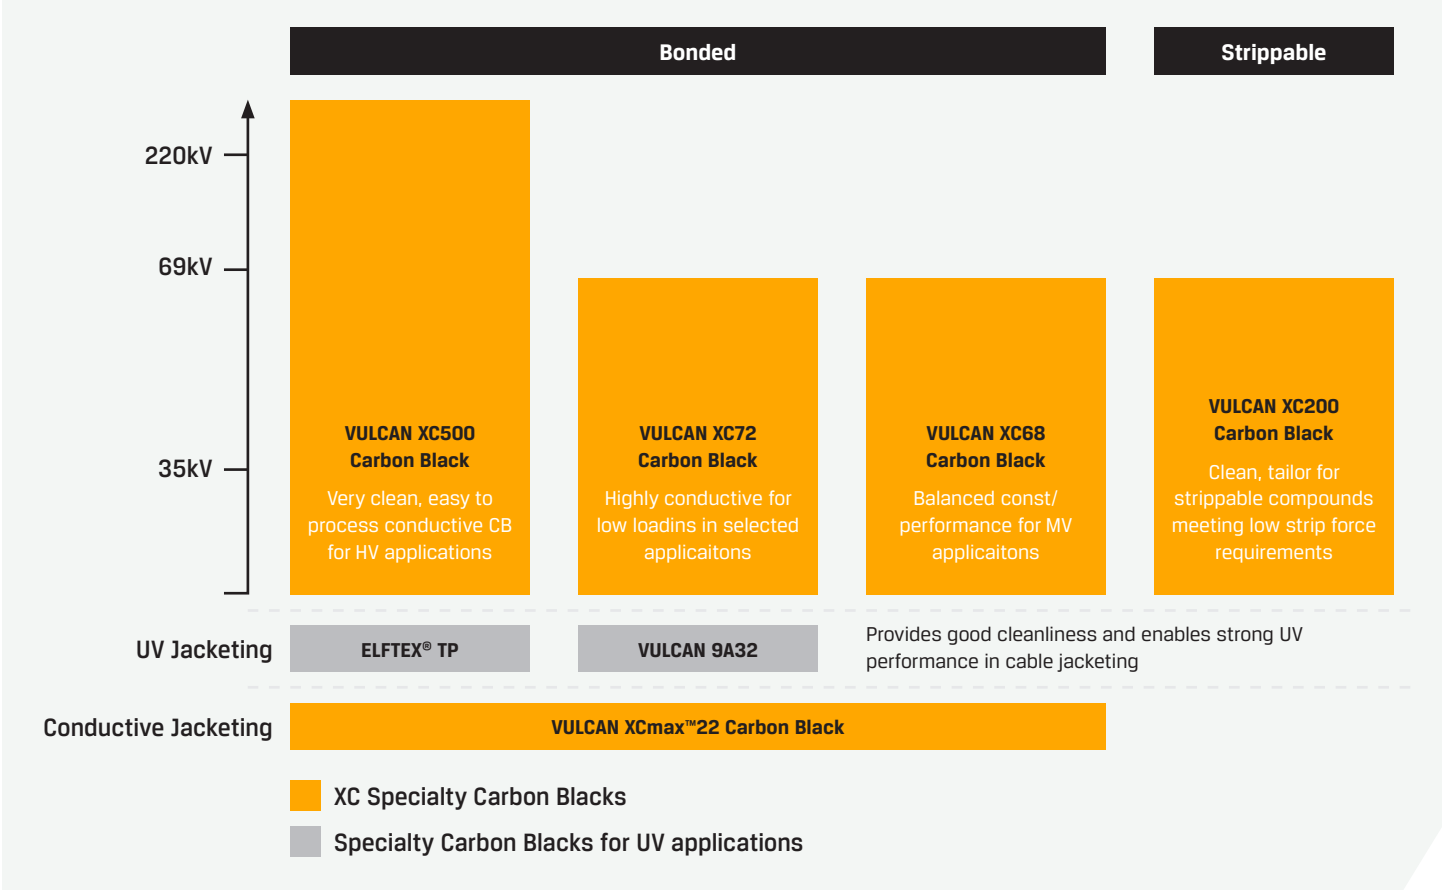 Bonded
Strippable
220kV
69kV
35kV
VULCAN XC500
Carbon Black
Very clean, easy to
process conductive CB
for HV applications
VULCAN XC72
Carbon Black
Highly conductive for
low loadins in selected
applicaitons
VULCAN XC68
Carbon Black
Balanced const/
performance for MV
applicaitons
VULCAN XC200
Carbon Black
Clean, tailor for
strippable compounds
meeting low strip force
requirements
UV Jacketing
ELFTEX® TP
VULCAN 9A32
Provides good cleanliness and enables strong UV
performance in cable jacketing
Conductive Jacketing
VULCAN XCmax™22 Carbon Black
XC Specialty Carbon Blacks
Specialty Carbon Blacks for UV applications